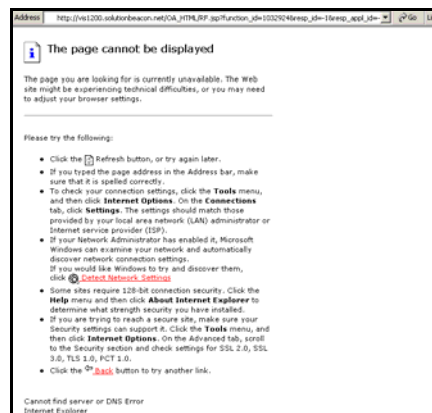 Address http://vis1200.solutionbeacon.net/OA_HTML/RF.jsp?function_id=1032924&resp_id=-1&resp_appl_id=- Go
The page cannot be displayed
The page you are looking for is currently unavailable. The Web
site might be experiencing technical difficulties, or you may need
to adjust your browser settings.
Please try the following:
Click the Refresh button, or try again later.
If you typed the page address in the Address bar, make
sure that it is spelled correctly.
To check your connection settings, click the Tools menu,
and then click Internet Options. On the Connections
tab, click Settings. The settings should match those
provided by your local area network (LAN) administrator or
Internet service provider (ISP).
If your Network Administrator has enabled it, Microsoft
Windows can examine your network and automatically
discover network connection settings.
If you would like Windows to try and discover them,
click Detect Network Settings
Some sites require 128-bit connection security. Click the
Help menu and then click About Internet Explorer to
determine what strength security you have installed.
If you are trying to reach a secure site, make sure your
Security settings can support it. Click the Tools menu, and
then click Internet Options. On the Advanced tab, scroll
to the Security section and check settings for SSL 2.0, SSL
3.0, TLS 1.0, PCT 1.0.
Click the Back button to try another link.
Cannot find server or DNS Error
Internet Explorer